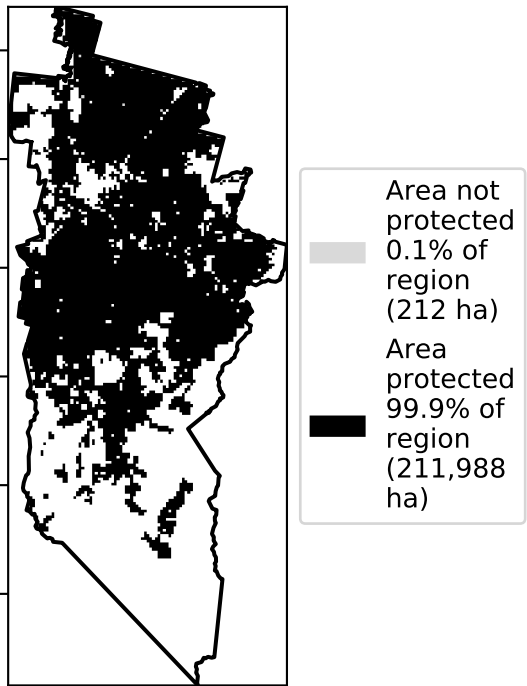 Area not
protected
0.1% of
region
(212 ha)
Area
protected
99.9% of
region
(211,988
ha)